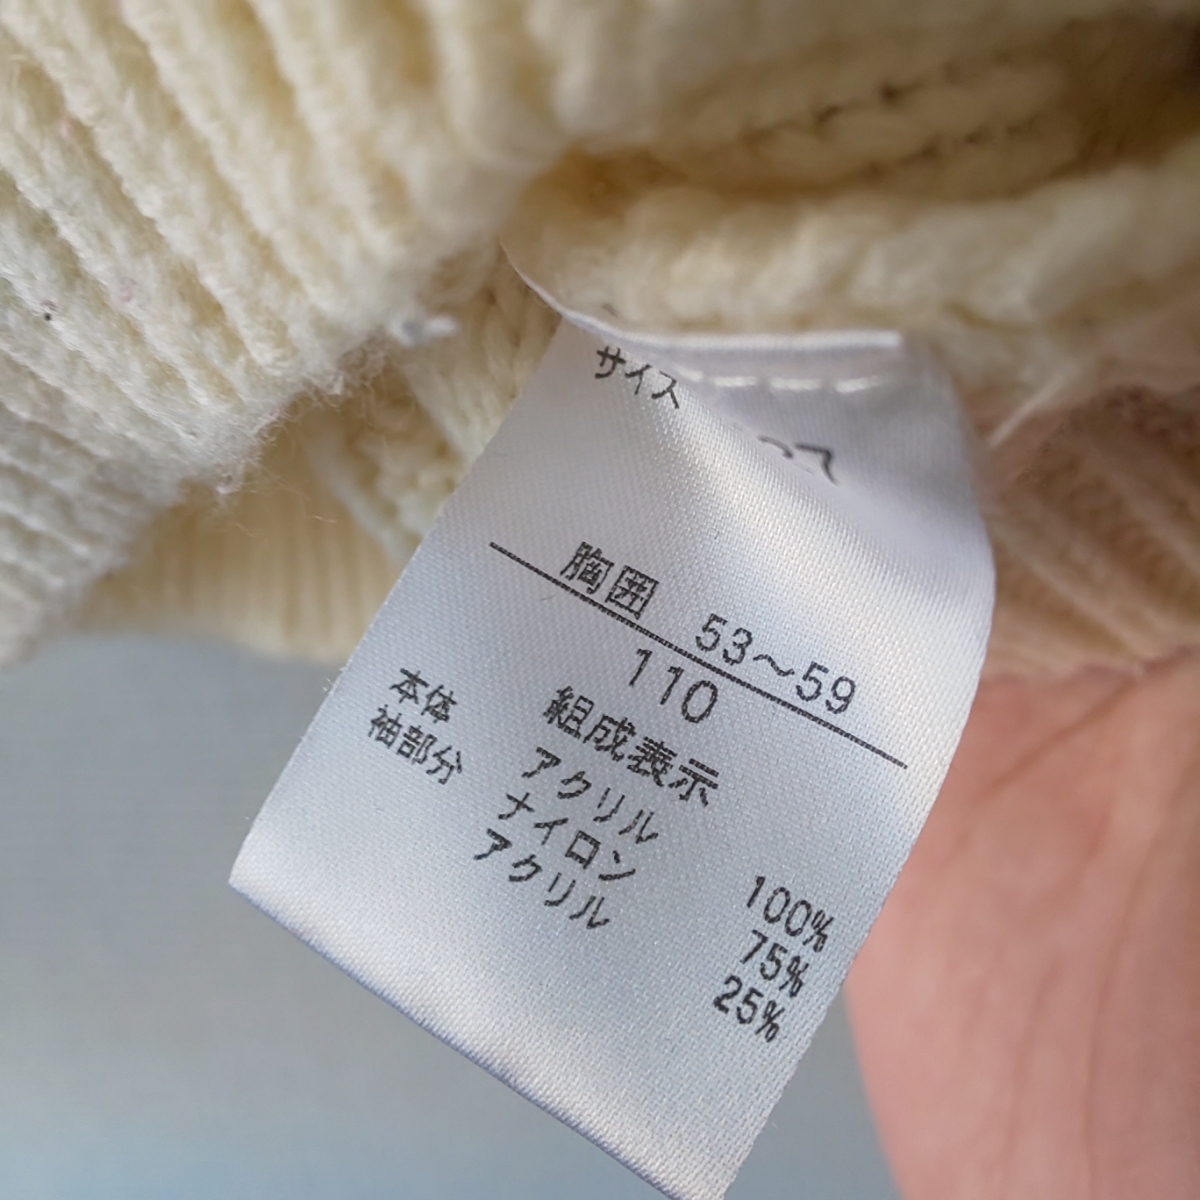 サイズ
胸囲 53〜59
110
組成表示
本体 アクリル 100%
袖部分 ナイロン 75%
アクリル 25%